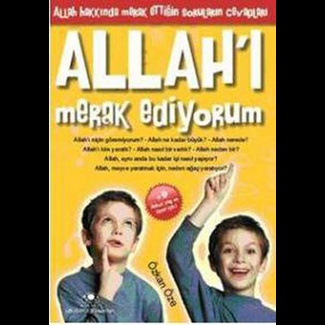 Allah hakkında merak ettiğin soruların cevapları
ALLAH'I
merak ediyorum
Allah'ı niçin göremiyorum? - Allah ne kadar büyük? - Allah nerede?
Allah'ı kim yarattı? - Allah nasıl bir varlık? - Allah neden bir?
Allah, aynı anda bu kadar işi nasıl yapıyor?
Allah, meyve yaratmak için, neden ağaç yaratıyor?
Özkan Öze